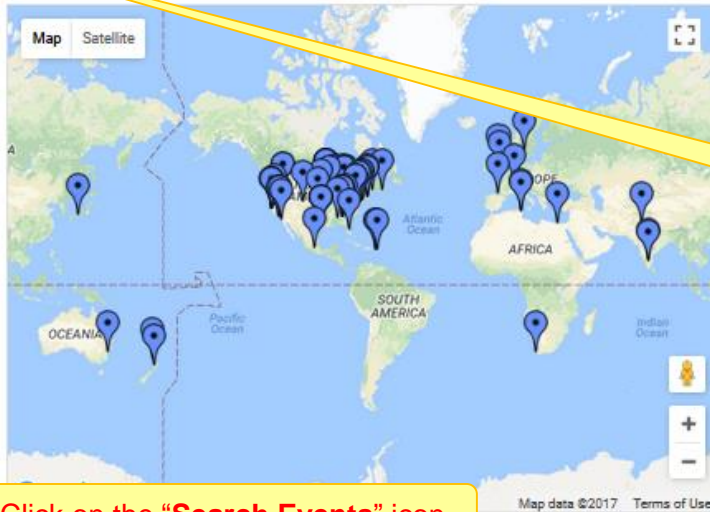 Map Satellite
A
OPE
Atlantic
Ocean
AFRICA
SOUTH
AMERICA
OCEANIA
Pacific
Ocean
Indian
Ocean
Click on the “Search Events” icon
Map data ©2017 Terms of Use